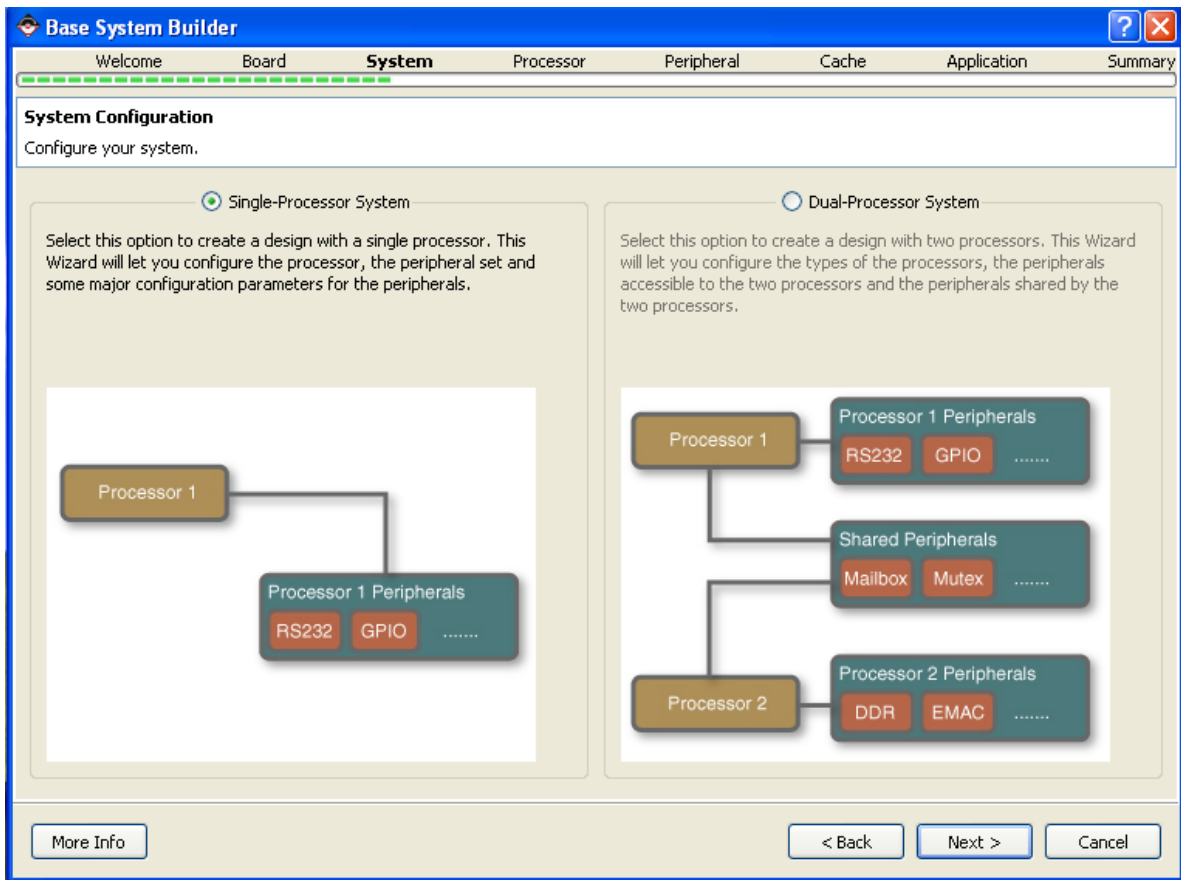 Base System Builder
Welcome Board System Processor Peripheral Cache Application Summary
System Configuration
Configure your system.
Single-Processor System
Select this option to create a design with a single processor. This
Wizard will let you configure the processor, the peripheral set and
some major configuration parameters for the peripherals.
Processor 1
Processor 1 Peripherals
RS232 GPIO .......
Dual-Processor System
Select this option to create a design with two processors. This Wizard
will let you configure the types of the processors, the peripherals
accessible to the two processors and the peripherals shared by the
two processors.
Processor 1
Processor 1 Peripherals
RS232 GPIO .......
Shared Peripherals
Mailbox Mutex .......
Processor 2
Processor 2 Peripherals
DDR EMAC .......
More Info
< Back
Next >
Cancel